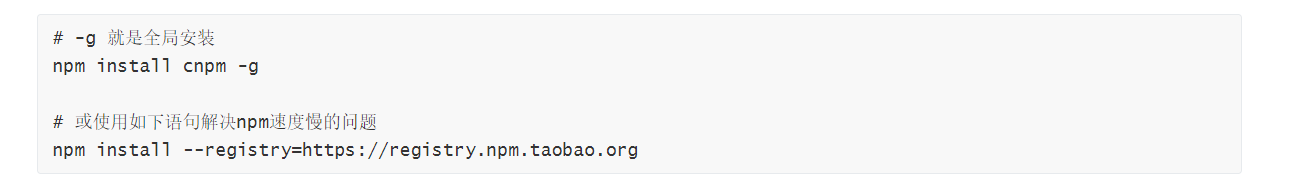 # -g 就是全局安装
npm install cnpm -g
# 或使用如下语句解决npm速度慢的问题
npm install --registry=https://registry.npm.taobao.org